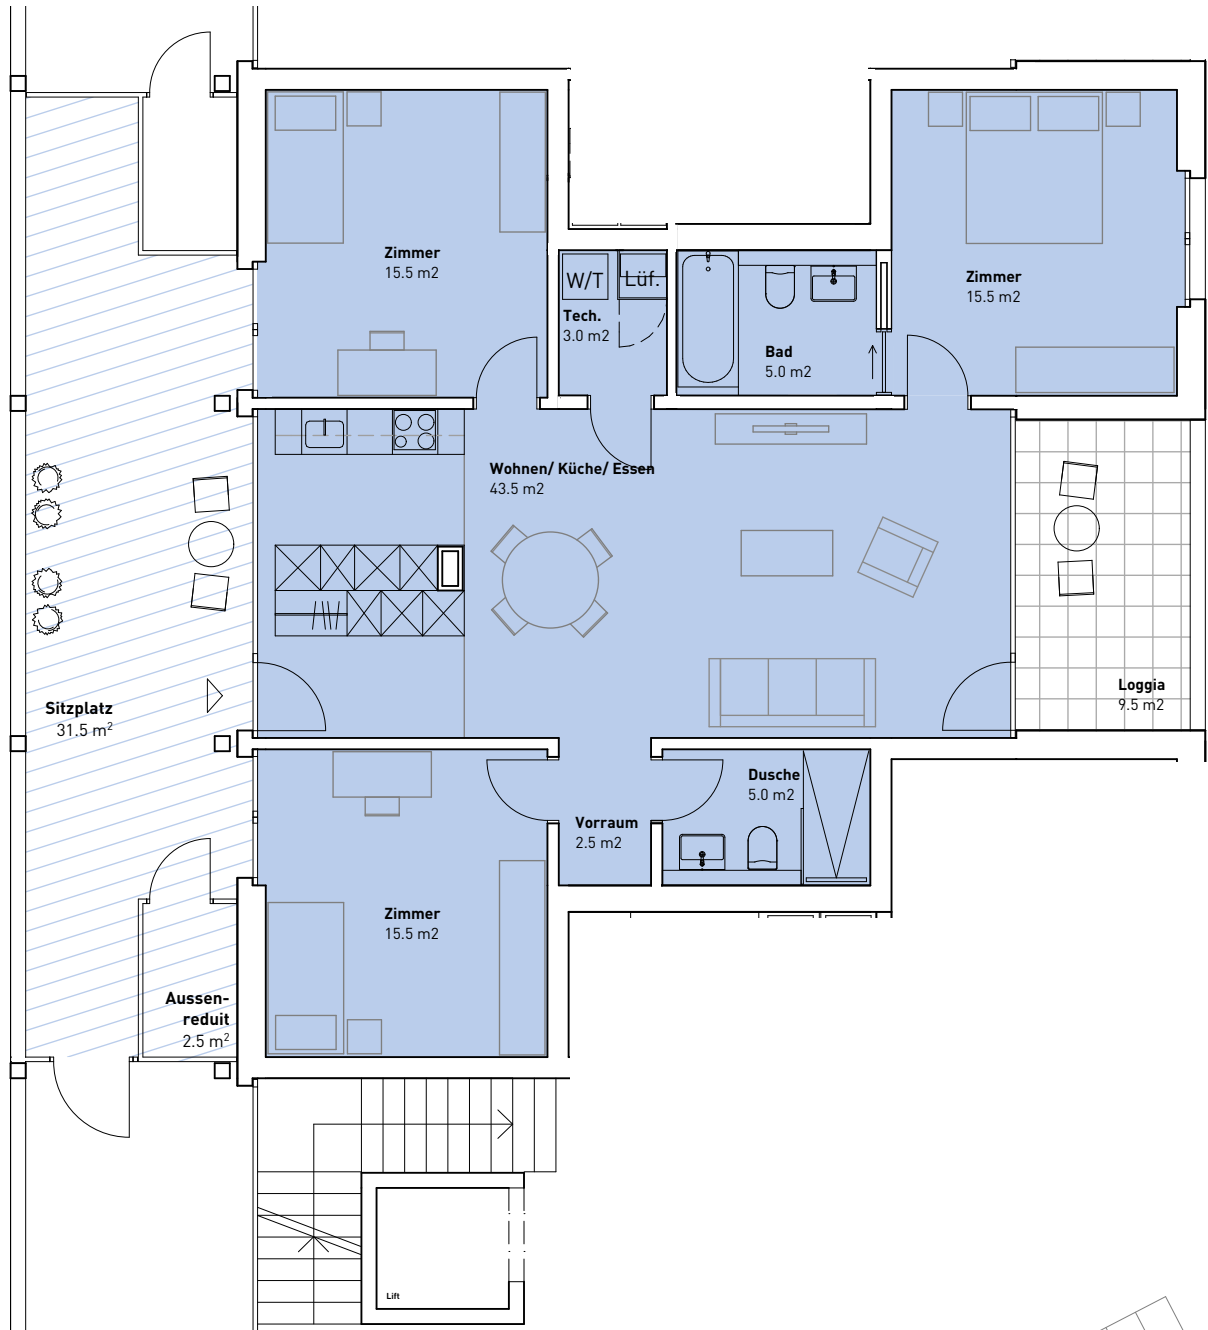 Zimmer
15.5 m2
W/T
Lüf.
Tech.
3.0 m2
Bad
5.0 m2
Zimmer
15.5 m2
Wohnen/ Küche/ Essen
43.5 m2
Sitzplatz
31.5 m²
Loggia
9.5 m2
Dusche
5.0 m2
Vorraum
2.5 m2
Zimmer
15.5 m2
Aussen-
reduit
2.5 m²
Lift